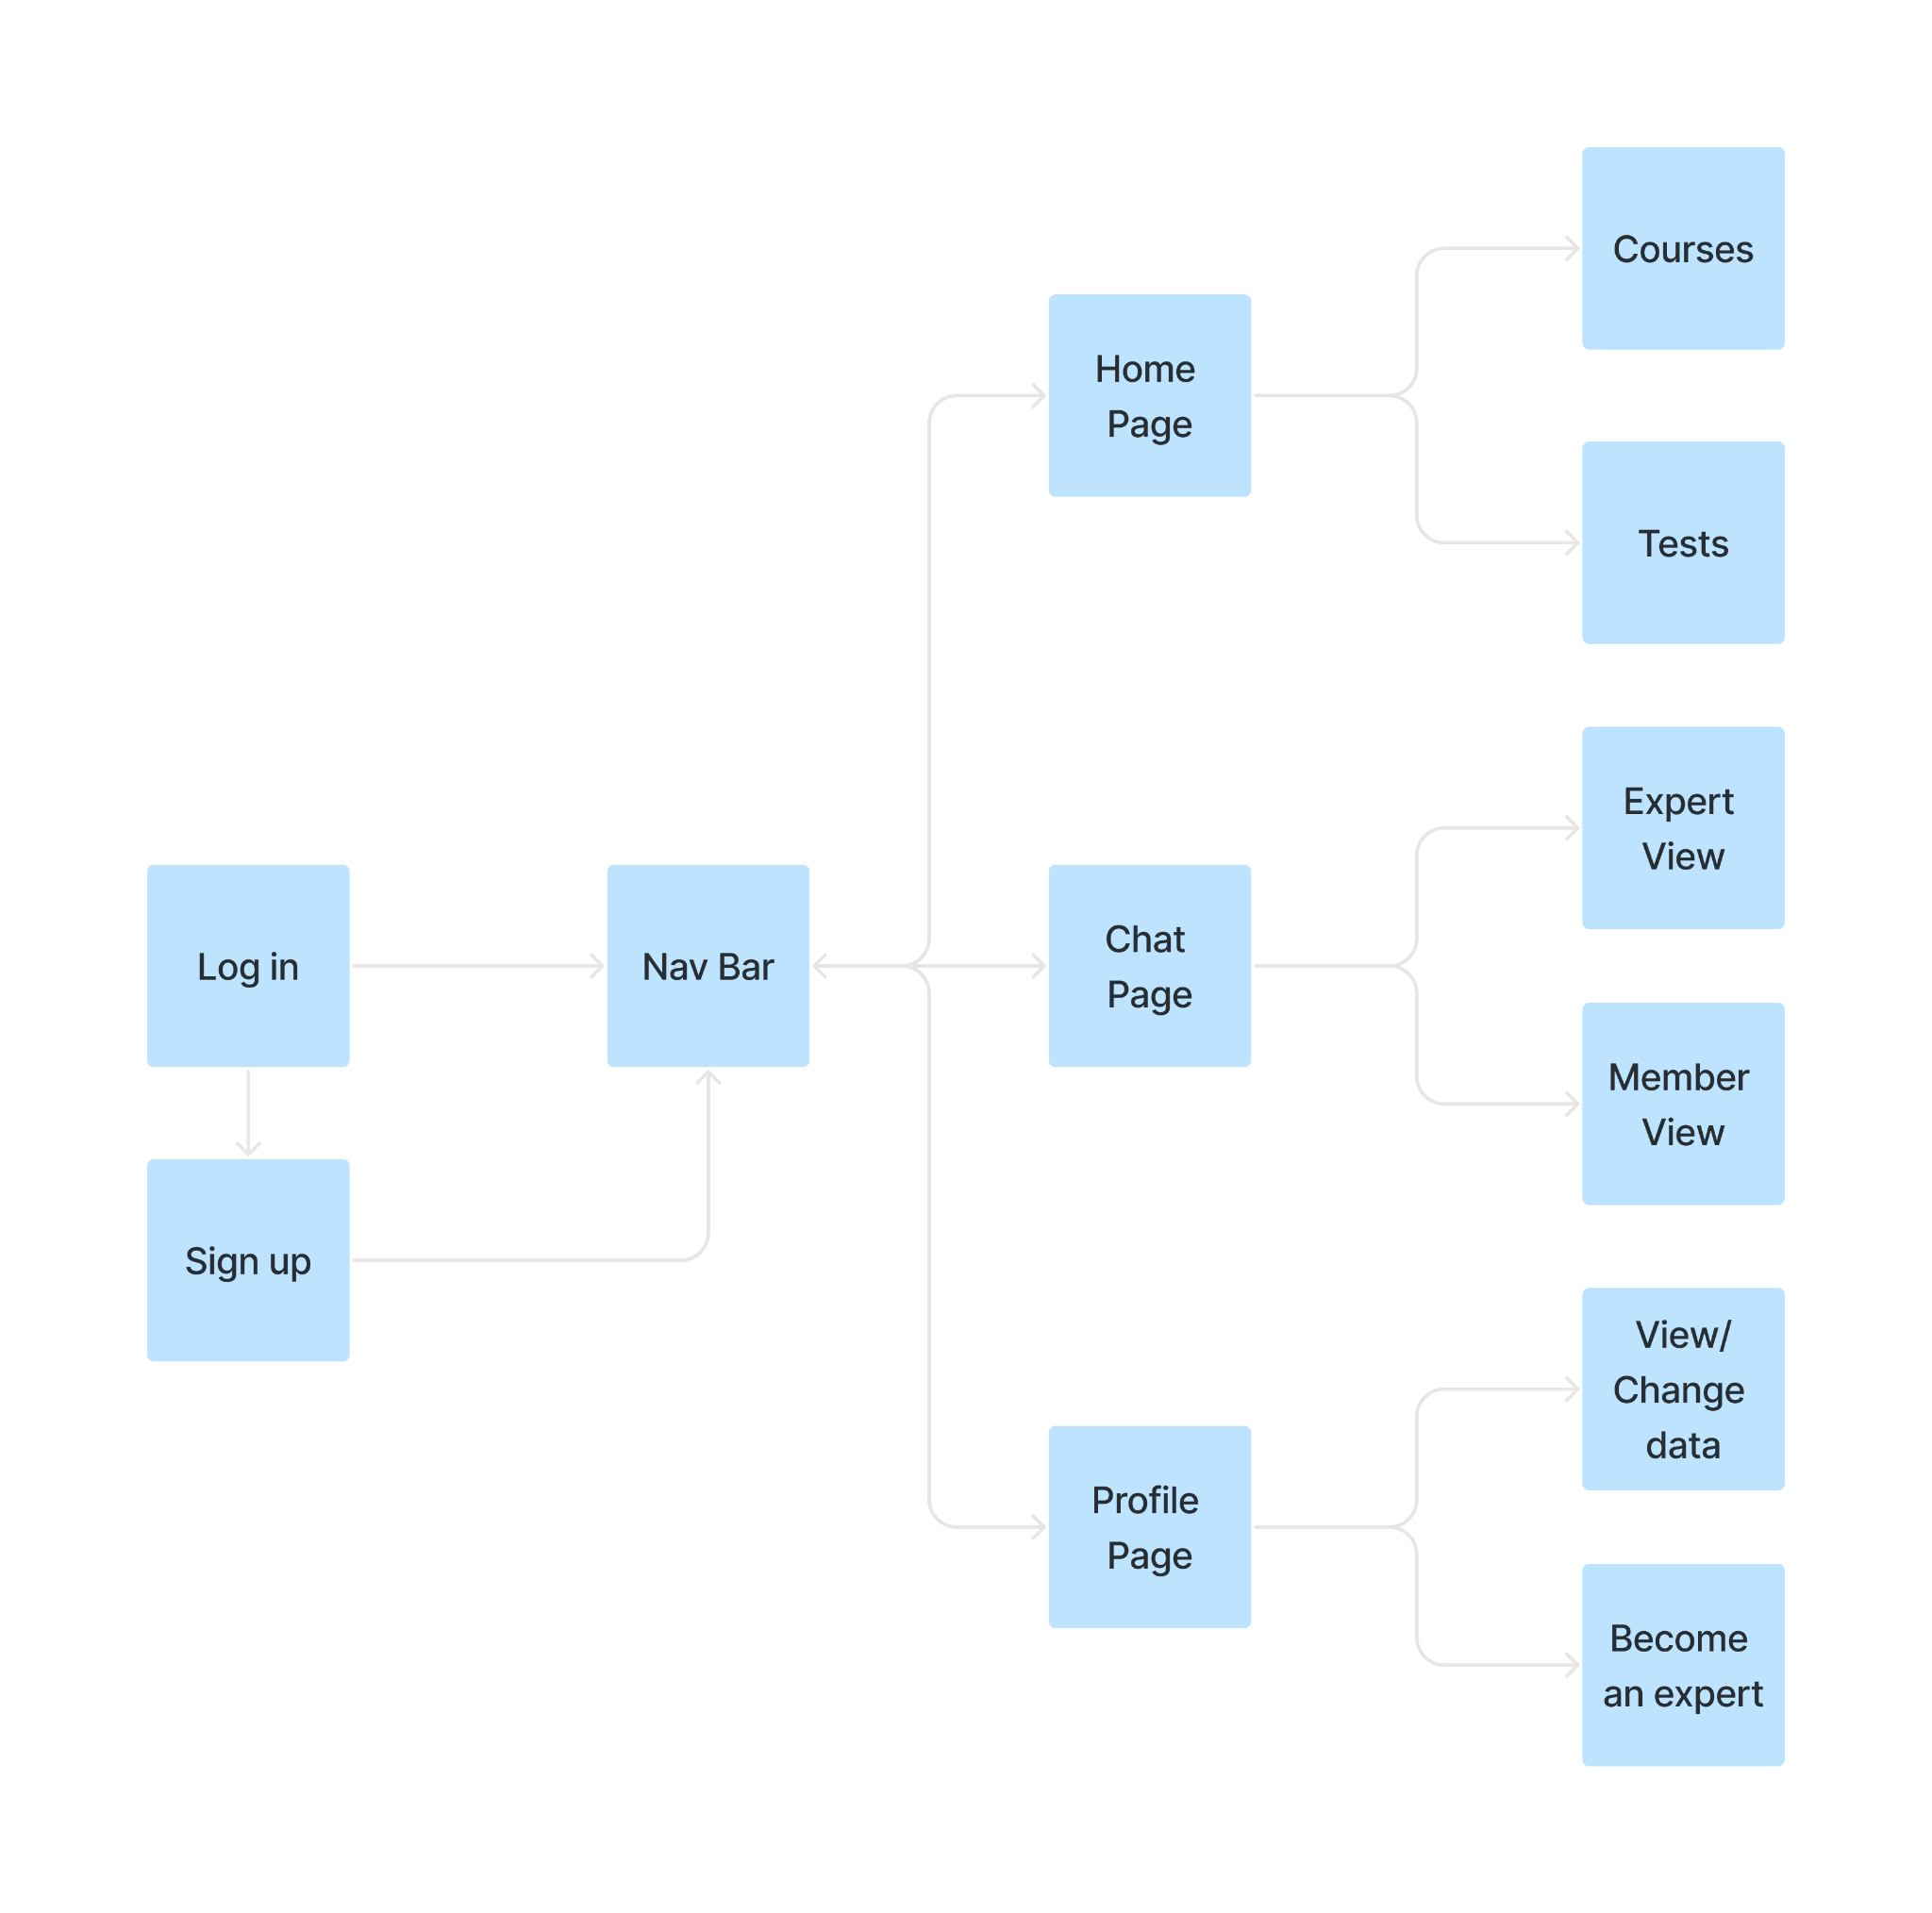 Log in
Sign up
Nav Bar
Home
Page
Chat
Page
Profile
Page
Courses
Tests
Expert
View
Member
View
View/
Change
data
Become
an expert